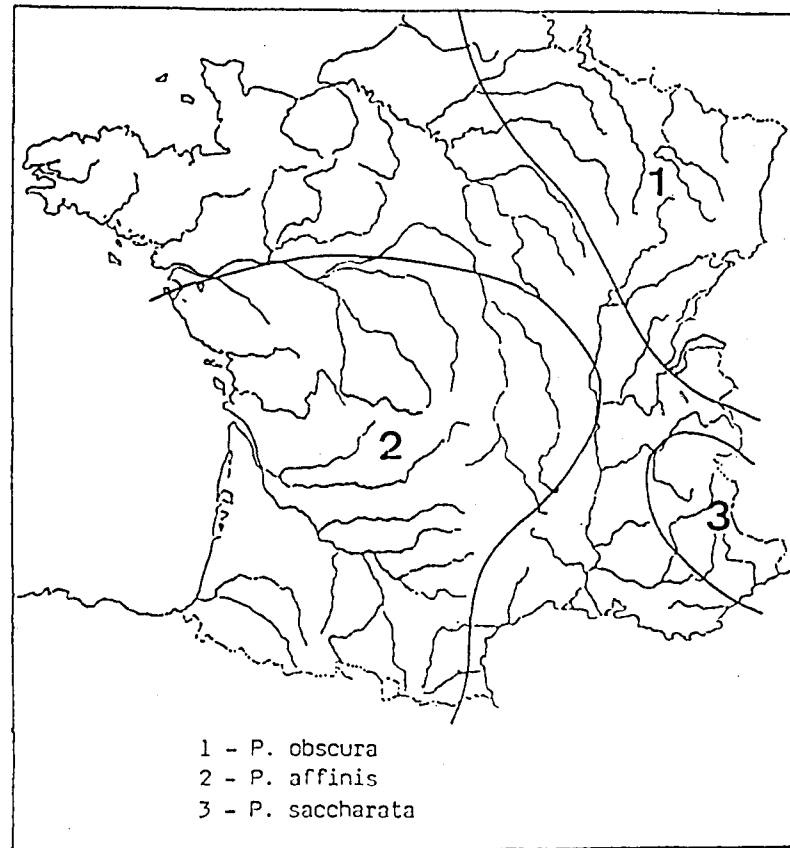 1
2
3
1 - P. obscura
2 - P. affinis
3 - P. saccharata